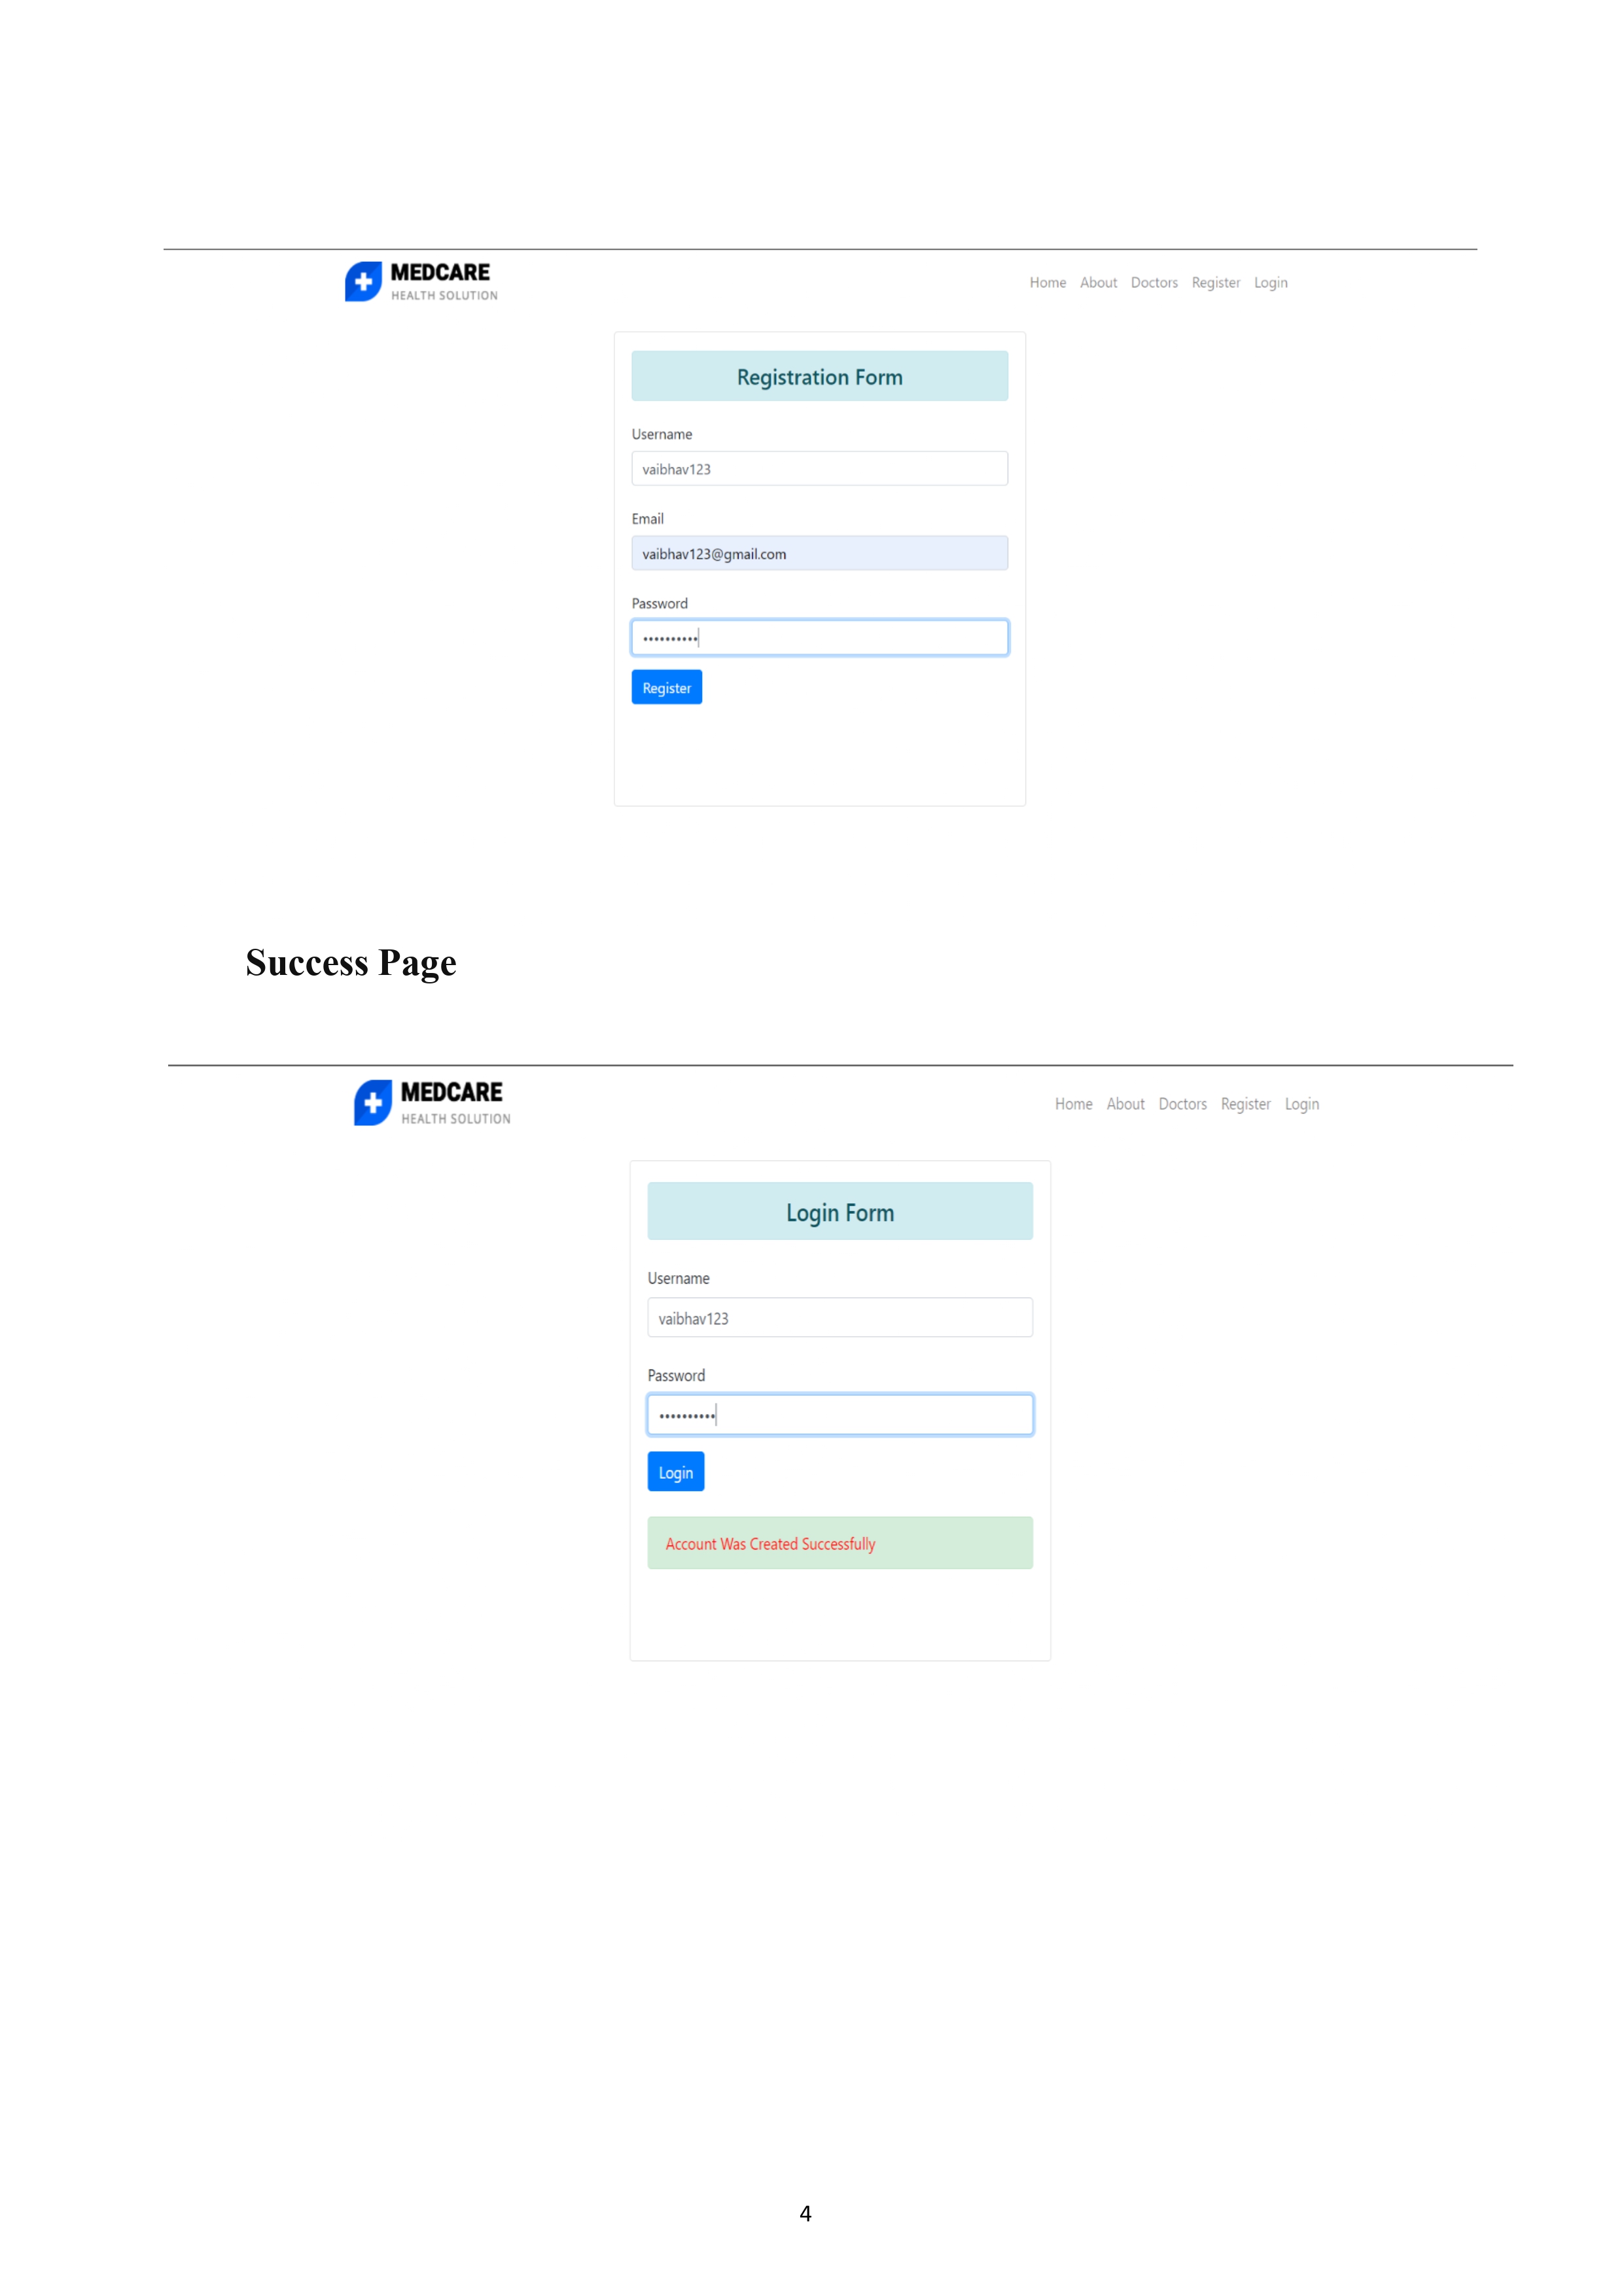 MEDCARE
HEALTH SOLUTION
Home About Doctors Register Login
Registration Form
Username
vaibhav123
Email
vaibhav123@gmail.com
Password
••••••••••
Register
Success Page
MEDCARE
HEALTH SOLUTION
Home About Doctors Register Login
Login Form
Username
vaibhav123
Password
••••••••••
Login
Account Was Created Successfully
4